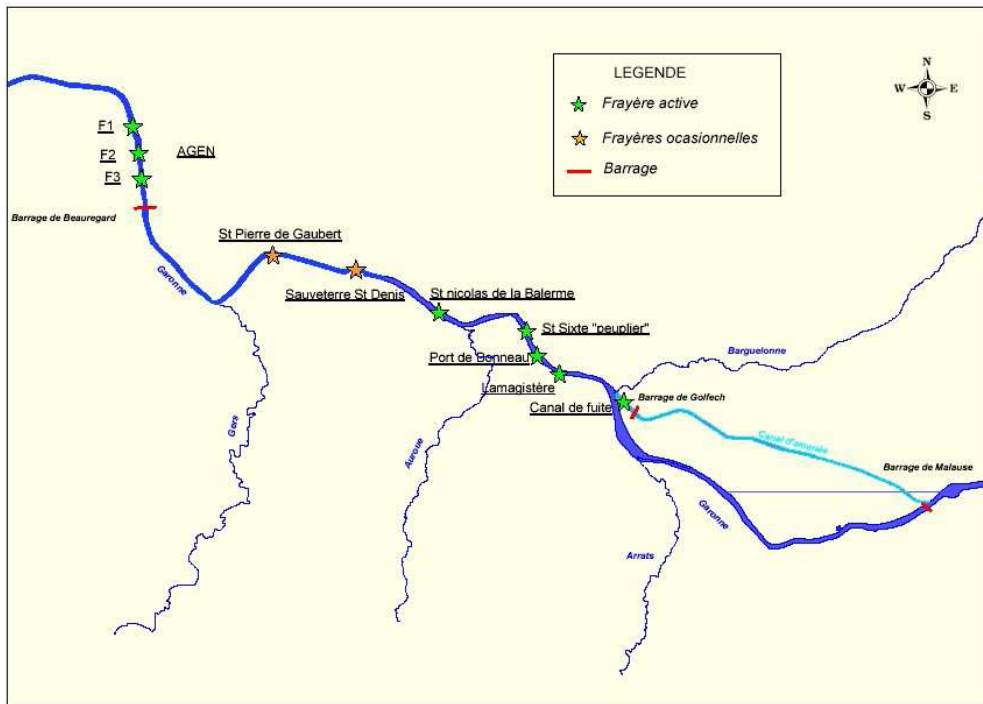 LEGENDE
Frayère active
Frayères ocasionnelles
Barrage
N
W E
S
F1
F2
AGEN
F3
Barrage de Beauregard
St Pierre de Gaubert
Garonne
Sauveterre St Denis
St nicolas de la Balerme
St Sixte "peuplier"
Port de Bonneau
Barguelonne
Lamagistère
Canal de fuite
Barrage de Golfech
Canal d'amenée
Gers
Auroue
Barrage de Malause
Garonne
Arrats